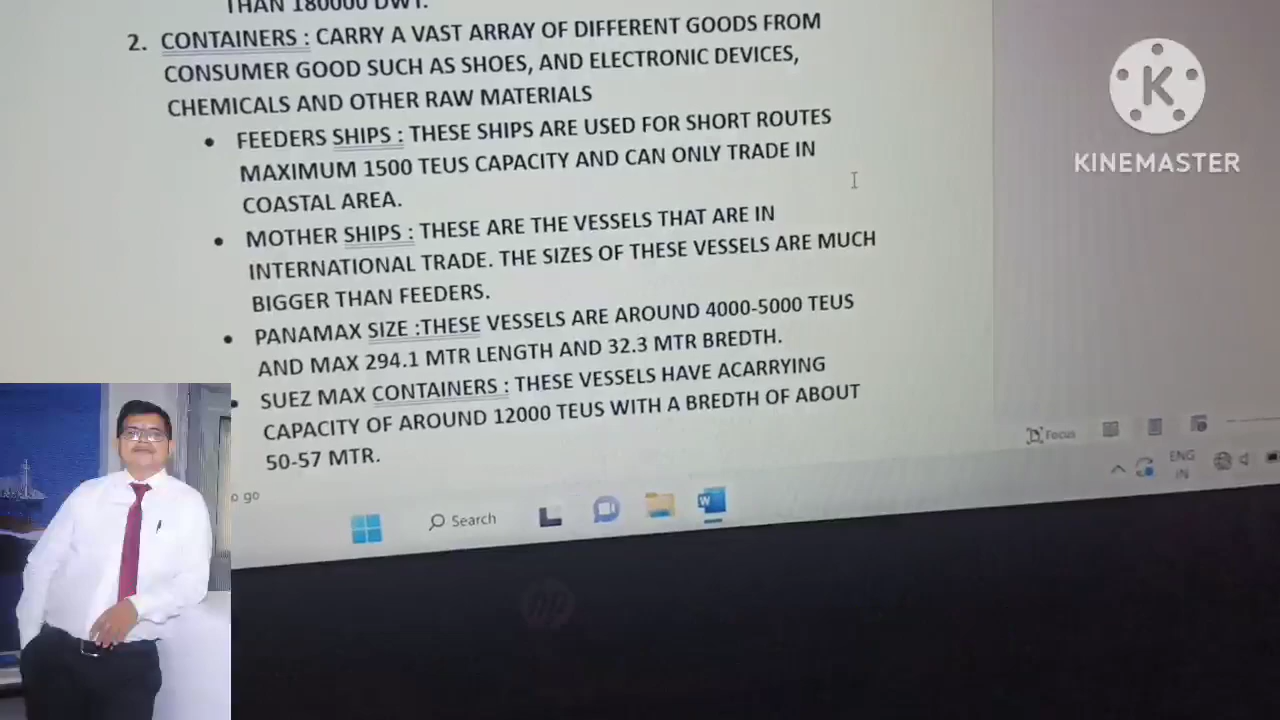 THAN 180000 DWT.
2. CONTAINERS : CARRY A VAST ARRAY OF DIFFERENT GOODS FROM
CONSUMER GOOD SUCH AS SHOES, AND ELECTRONIC DEVICES,
CHEMICALS AND OTHER RAW MATERIALS
• FEEDERS SHIPS : THESE SHIPS ARE USED FOR SHORT ROUTES
MAXIMUM 1500 TEUS CAPACITY AND CAN ONLY TRADE IN
COASTAL AREA.
• MOTHER SHIPS : THESE ARE THE VESSELS THAT ARE IN
INTERNATIONAL TRADE. THE SIZES OF THESE VESSELS ARE MUCH
BIGGER THAN FEEDERS.
• PANAMAX SIZE :THESE VESSELS ARE AROUND 4000-5000 TEUS
AND MAX 294.1 MTR LENGTH AND 32.3 MTR BREDTH.
• SUEZ MAX CONTAINERS : THESE VESSELS HAVE ACARRYING
CAPACITY OF AROUND 12000 TEUS WITH A BREDTH OF ABOUT
50-57 MTR.
K
KINEMASTER
Focus
o go
Search
W
ENG
IN
hp